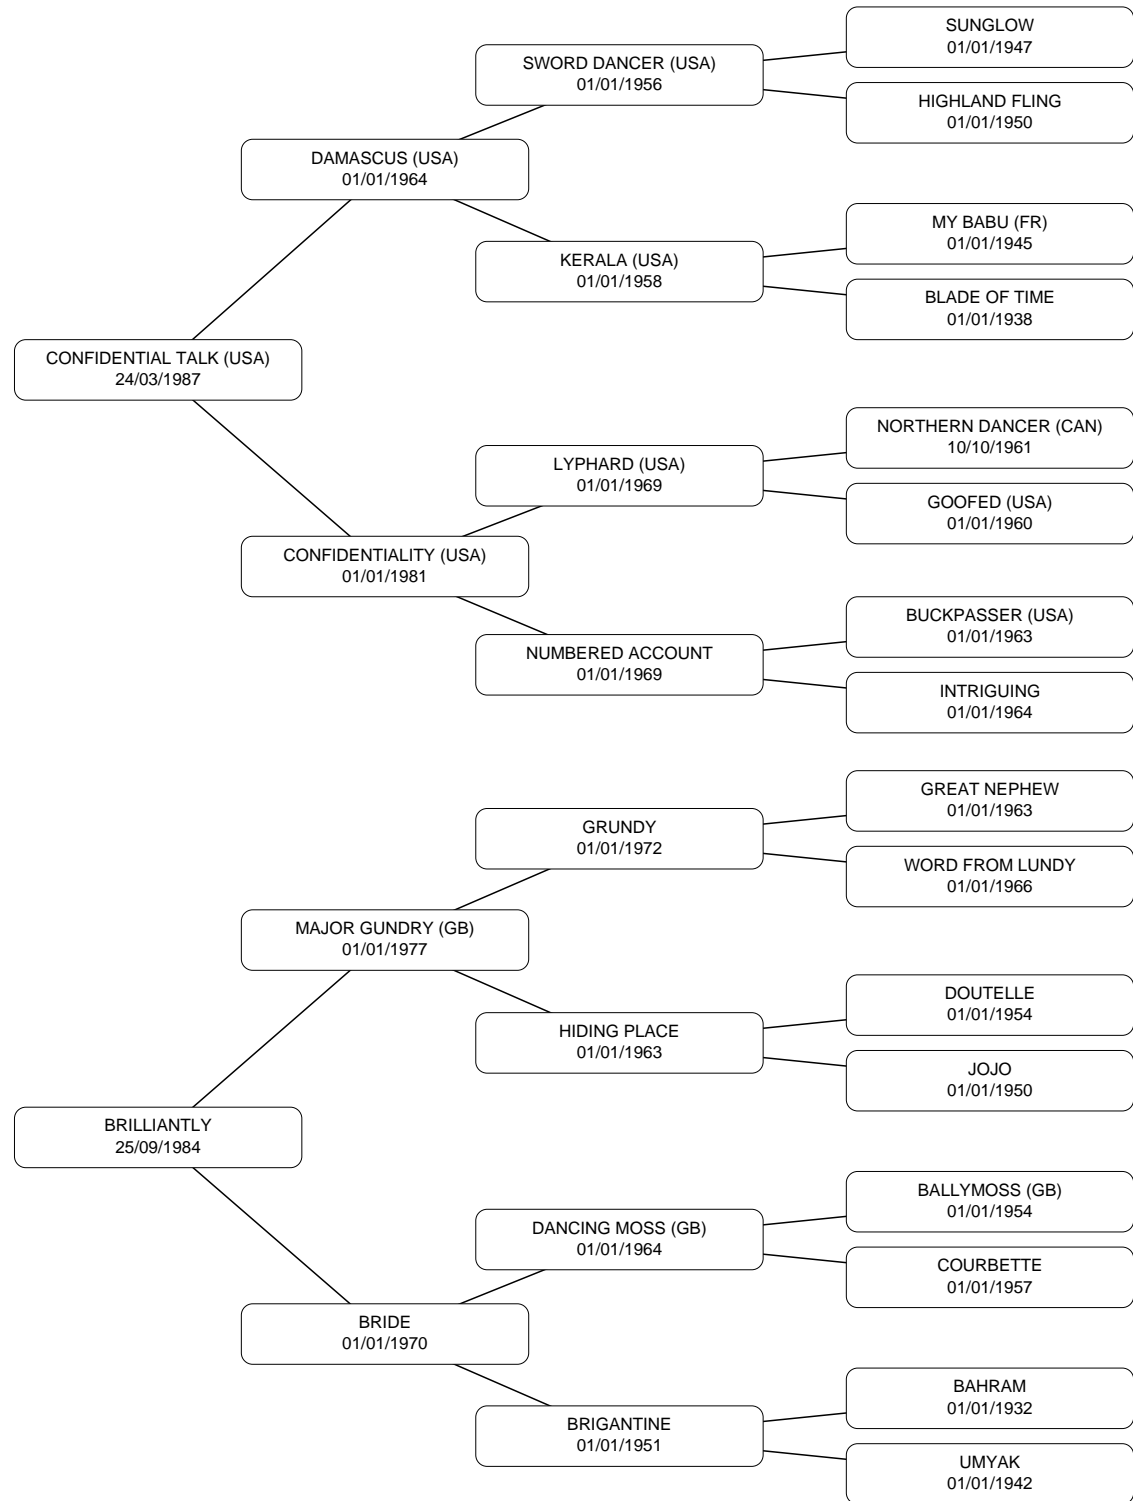 SUNGLOW
01/01/1947
SWORD DANCER (USA)
01/01/1956
HIGHLAND FLING
01/01/1950
DAMASCUS (USA)
01/01/1964
MY BABU (FR)
01/01/1945
KERALA (USA)
01/01/1958
BLADE OF TIME
01/01/1938
CONFIDENTIAL TALK (USA)
24/03/1987
NORTHERN DANCER (CAN)
10/10/1961
LYPHARD (USA)
01/01/1969
GOOFED (USA)
01/01/1960
CONFIDENTIALITY (USA)
01/01/1981
BUCKPASSER (USA)
01/01/1963
NUMBERED ACCOUNT
01/01/1969
INTRIGUING
01/01/1964
GREAT NEPHEW
01/01/1963
GRUNDY
01/01/1972
WORD FROM LUNDY
01/01/1966
MAJOR GUNDRY (GB)
01/01/1977
DOUTELLE
01/01/1954
HIDING PLACE
01/01/1963
JOJO
01/01/1950
BRILLIANTLY
25/09/1984
BALLYMOSS (GB)
01/01/1954
DANCING MOSS (GB)
01/01/1964
COURBETTE
01/01/1957
BRIDE
01/01/1970
BAHRAM
01/01/1932
BRIGANTINE
01/01/1951
UMYAK
01/01/1942